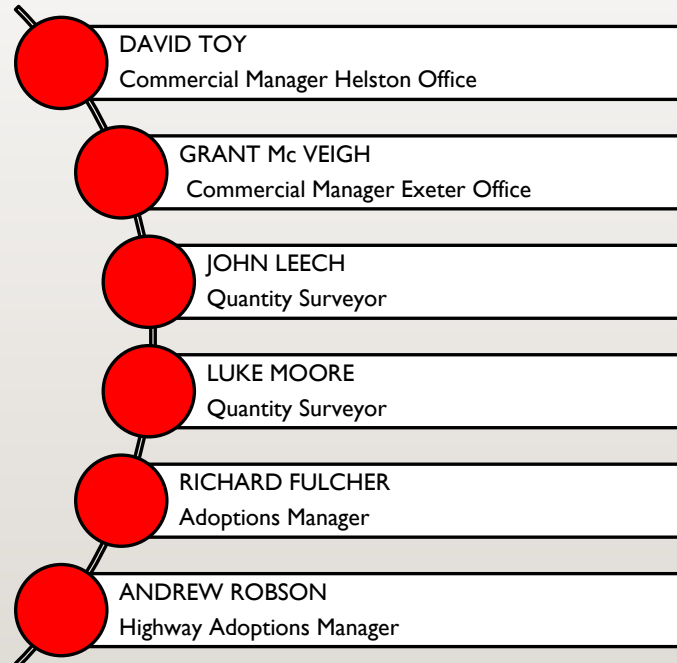 DAVID TOY
Commercial Manager Helston Office
GRANT Mc VEIGH
Commercial Manager Exeter Office
JOHN LEECH
Quantity Surveyor
LUKE MOORE
Quantity Surveyor
RICHARD FULCHER
Adoptions Manager
ANDREW ROBSON
Highway Adoptions Manager